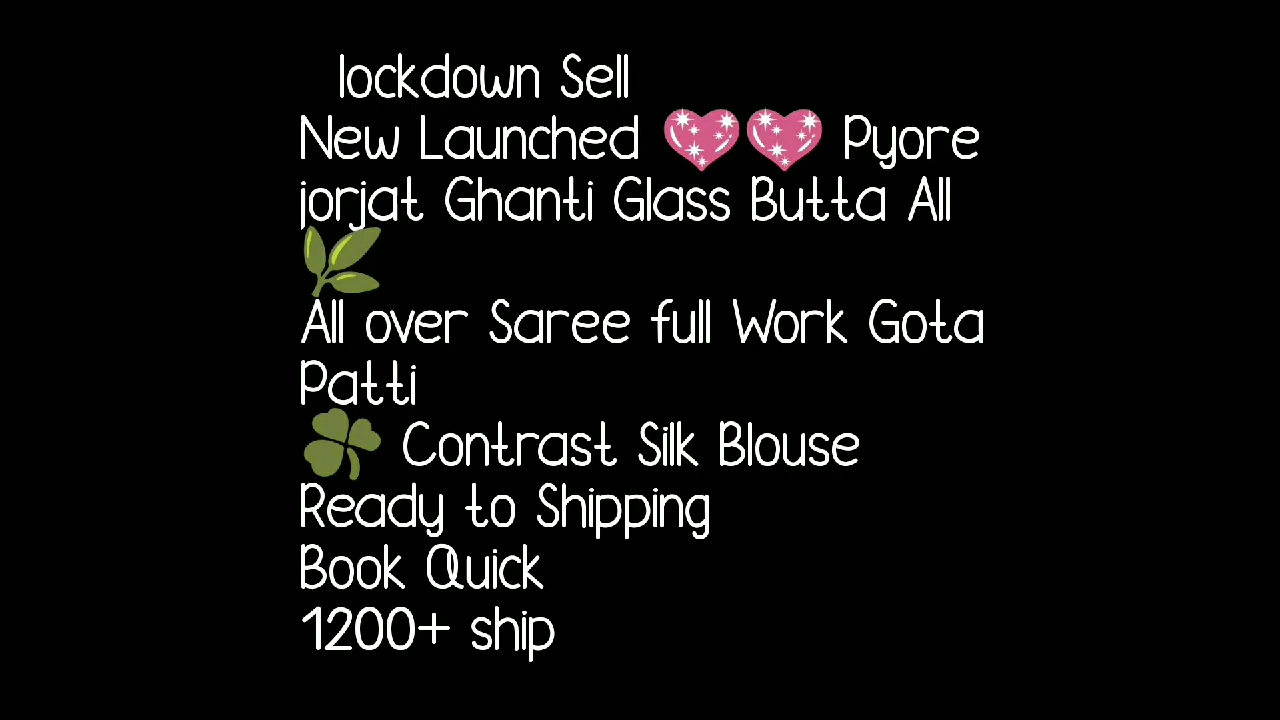 lockdown Sell
New Launched 💖💖 Pyore
jorjat Ghanti Glass Butta All
🌿
All over Saree full Work Gota
Patti
☘️ Contrast Silk Blouse
Ready to Shipping
Book Quick
1200+ ship